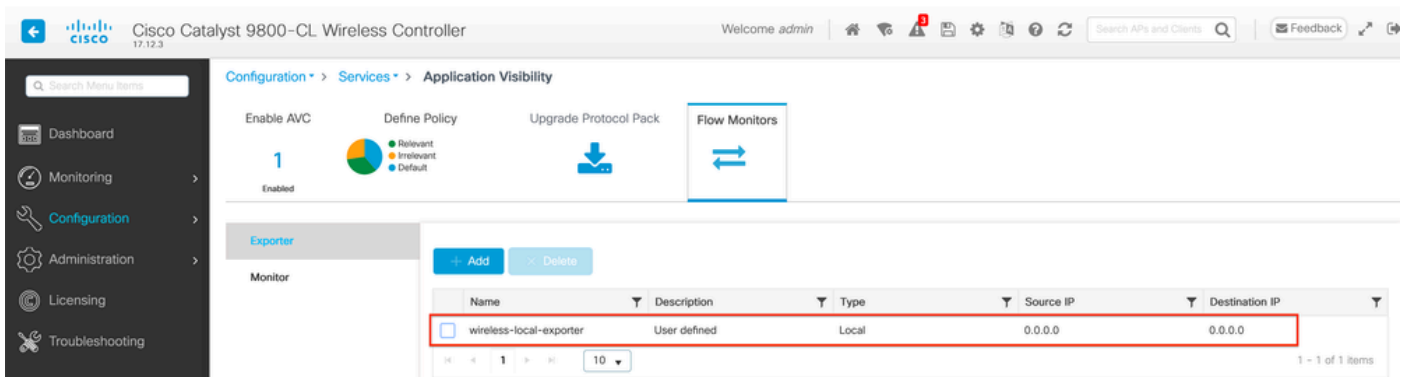 cisco
Cisco Catalyst 9800-CL Wireless Controller
17.12.3
Welcome admin
3
Search APs and Clients
Feedback
Search Menu Items
Dashboard
Monitoring
Configuration
Administration
Licensing
Troubleshooting
Configuration > Services > Application Visibility
Enable AVC
1
Enabled
Define Policy
Relevant
Irrelevant
Default
Upgrade Protocol Pack
Flow Monitors
Exporter
Monitor
+ Add
× Delete
Name Description Type Source IP Destination IP
wireless-local-exporter User defined Local 0.0.0.0 0.0.0.0
1 10 1 - 1 of 1 items